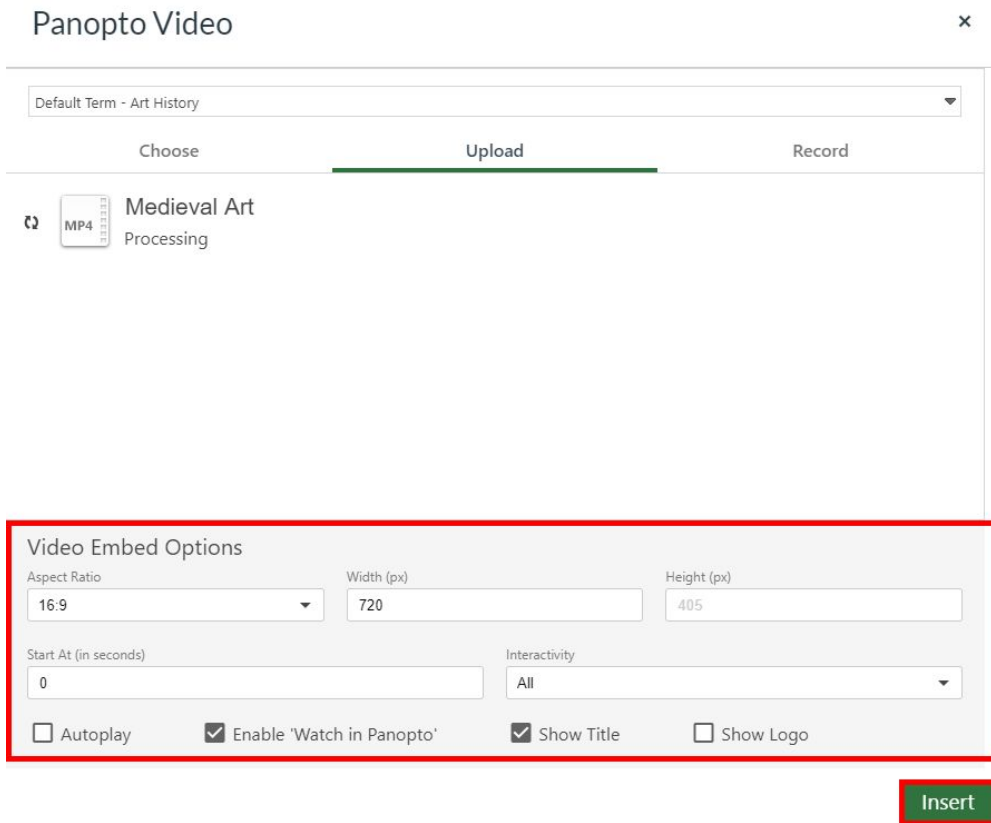 Panopto Video ×
Default Term - Art History
Choose Upload Record
Medieval Art
MP4
Processing
Video Embed Options
Aspect Ratio Width (px) Height (px)
16:9 720 405
Start At (in seconds) Interactivity
0 All
Autoplay Enable 'Watch in Panopto' Show Title Show Logo
Insert